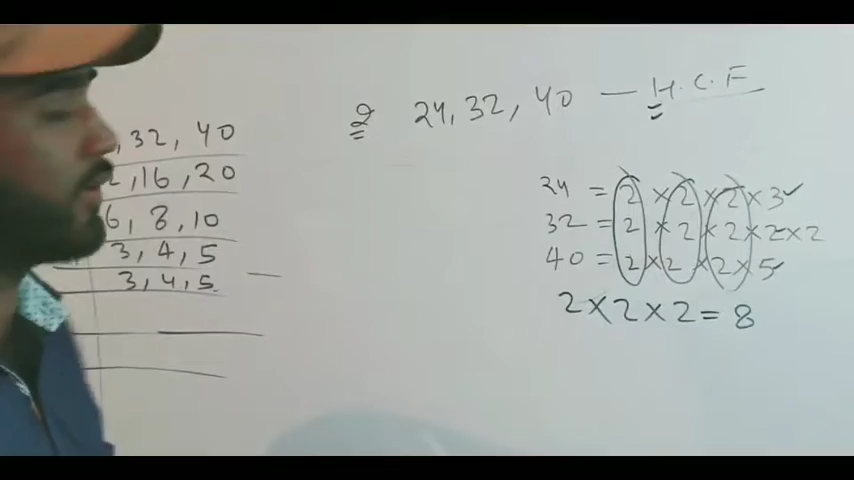 2 24, 32, 40 — H.C.F
, 32, 40
, 16, 20
6, 8, 10
3, 4, 5
3, 4, 5
24 = 2 × 2 × 2 × 3 ✓
32 = 2 × 2 × 2 × 2 × 2
40 = 2 × 2 × 2 × 5
2 × 2 × 2 = 8